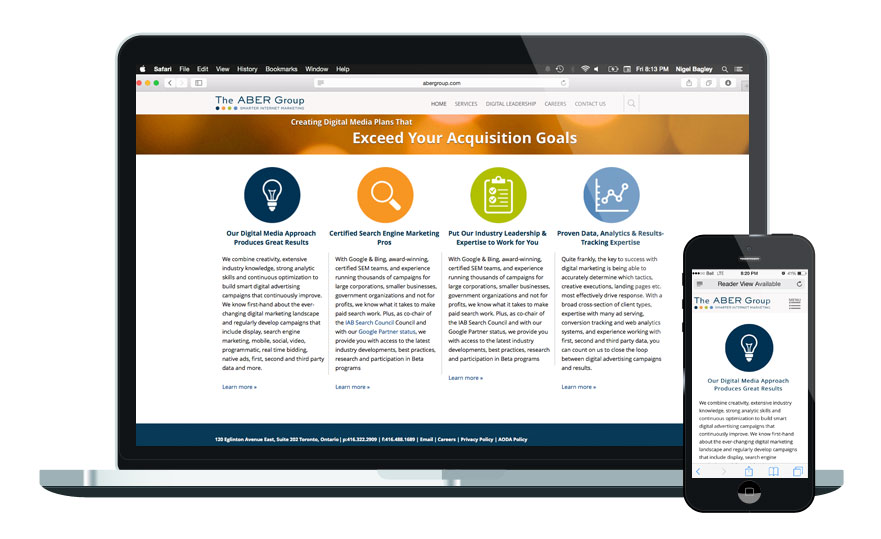 Safari File Edit View History Bookmarks Window Help Fri 8:13 PM Nigel Bagley
abergroup.com
The ABER Group
SMARTER INTERNET MARKETING
HOME SERVICES DIGITAL LEADERSHIP CAREERS CONTACT US
Creating Digital Media Plans That
Exceed Your Acquisition Goals
Our Digital Media Approach
Produces Great Results
We combine creativity, extensive
industry knowledge, strong analytic
skills and continuous optimization to
build smart digital advertising
campaigns that continuously improve.
We know first-hand about the ever-
changing digital marketing landscape
and regularly develop campaigns that
include display, search engine
marketing, mobile, social, video,
programmatic, real time bidding,
native ads, first, second and third party
data and more.
Learn more »
Certified Search Engine Marketing
Pros
With Google & Bing, award-winning,
certified SEM teams, and experience
running thousands of campaigns for
large corporations, smaller businesses,
government organizations and not for
profits, we know what it takes to make
paid search work. Plus, as co-chair of
the IAB Search Council Council and
with our Google Partner status, we
provide you with access to the latest
industry developments, best practices,
research and participation in Beta
programs
Learn more »
Put Our Industry Leadership &
Expertise to Work for You
With Google & Bing, award-winning,
certified SEM teams, and experience
running thousands of campaigns for
large corporations, smaller businesses,
government organizations and not for
profits, we know what it takes to make
paid search work. Plus, as co-chair of
the IAB Search Council and with our
Google Partner status, we provide you
with access to the latest industry
developments, best practices, research
and participation in Beta programs
Learn more »
Proven Data, Analytics & Results-
Tracking Expertise
Quite frankly, the key to success with
digital marketing is being able to
accurately determine which tactics,
creative executions, landing pages etc.
most effectively drive response. With a
broad cross-section of client types,
expertise with many ad serving,
conversion tracking and web analytics
systems, and experience working with
first, second and third party data, you
can count on us to close the loop
between digital advertising campaigns
and results.
Learn more »
120 Eglinton Avenue East, Suite 202 Toronto, Ontario | p:416.322.2909 | f:416.488.1689 | Email | Careers | Privacy Policy | AODA Policy
Bell LTE 8:20 PM 41%
Reader View Available
The ABER Group
SMARTER INTERNET MARKETING
Our Digital Media Approach
Produces Great Results
We combine creativity, extensive industry
knowledge, strong analytic skills and
continuous optimization to build smart
digital advertising campaigns that
continuously improve. We know first-hand
about the ever-changing digital marketing
landscape and regularly develop campaigns
that include display, search engine